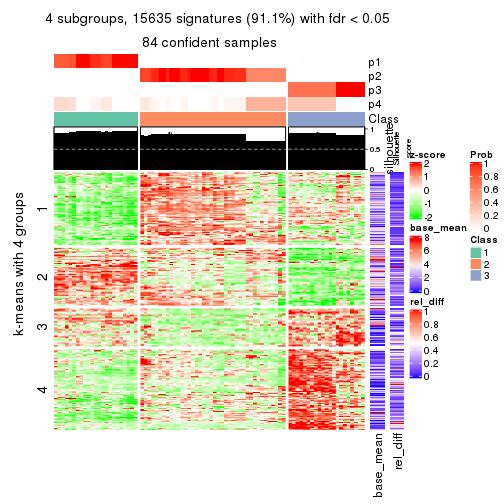 4 subgroups, 15635 signatures (91.1%) with fdr < 0.05
84 confident samples
p1
p2
p3
p4
Class
1
0.5
0
silhouettes
Silhouette
score
k-means with 4 groups
1
2
3
4
base_mean
rel_diff
z-score
2
1
0
-1
-2
base_mean
8
6
4
2
0
rel_diff
1
0.8
0.6
0.4
0.2
0
Prob
1
0.8
0.6
0.4
0.2
0
Class
1
2
3